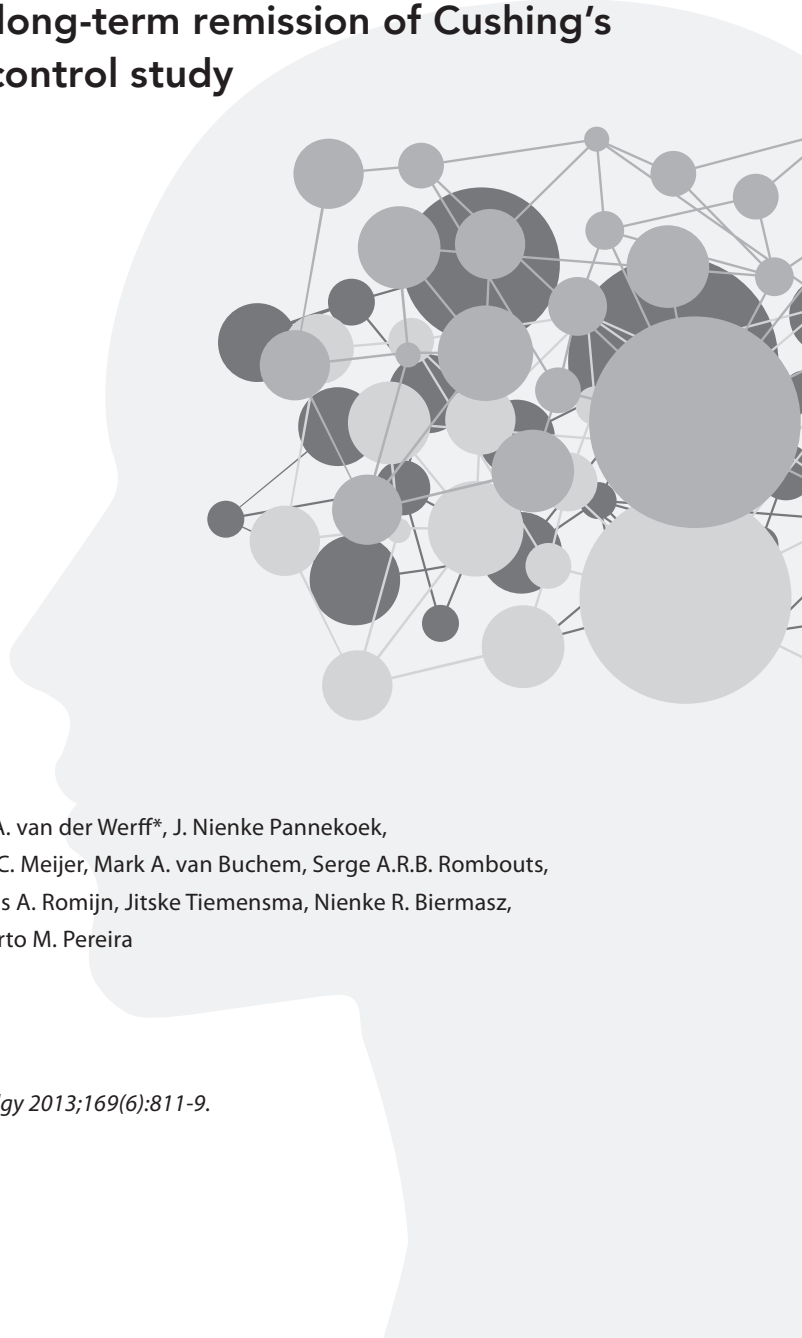 long-term remission of Cushing's
control study
A. van der Werff*, J. Nienke Pannekoek,
C. Meijer, Mark A. van Buchem, Serge A.R.B. Rombouts,
s A. Romijn, Jitske Tiemensma, Nienke R. Biermasz,
rto M. Pereira
gy 2013;169(6):811-9.